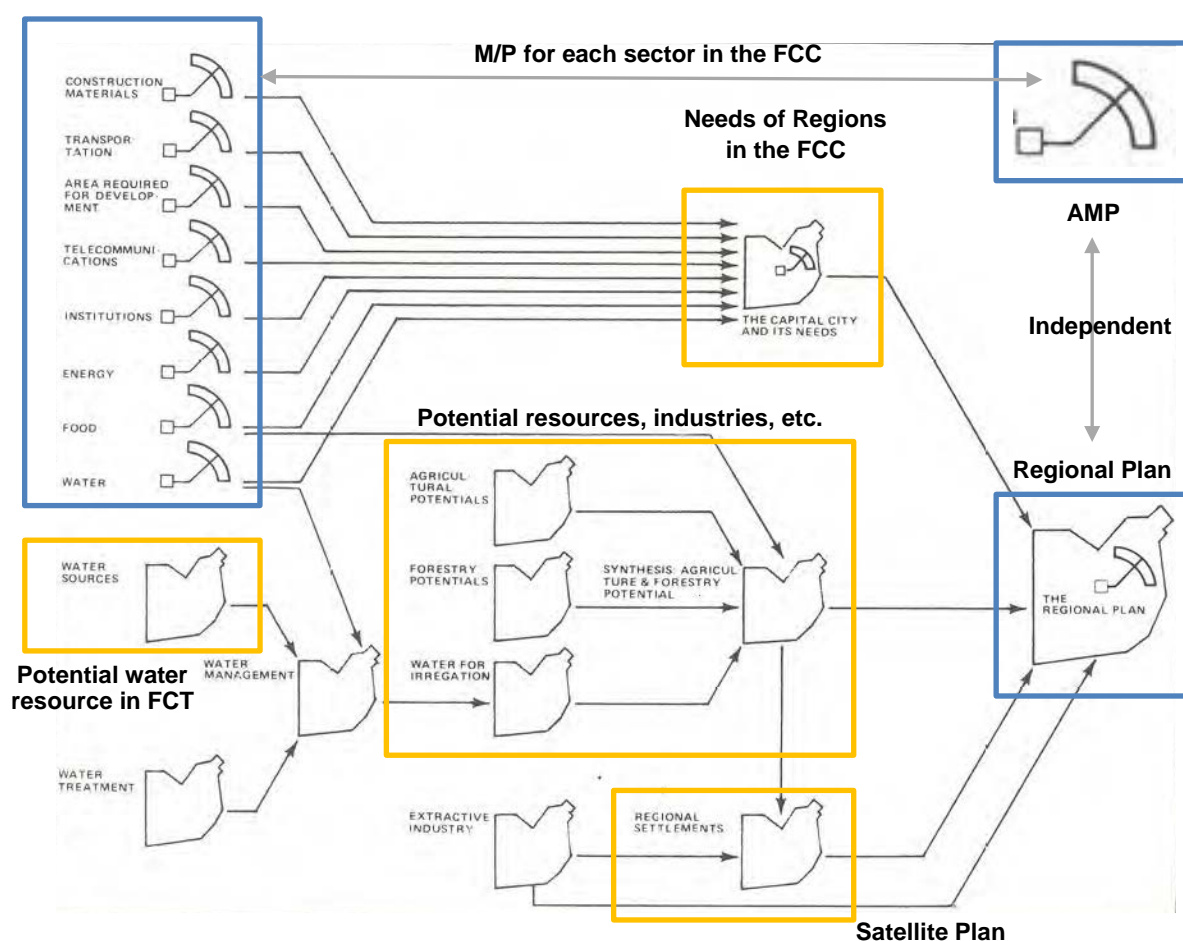 M/P for each sector in the FCC
CONSTRUCTION
MATERIALS
TRANSPOR-
TATION
AREA REQUIRED
FOR DEVELOP-
MENT
TELECOMMUNI-
CATIONS
INSTITUTIONS
ENERGY
FOOD
WATER
Needs of Regions
in the FCC
THE CAPITAL CITY
AND ITS NEEDS
AMP
Independent
Regional Plan
THE
REGIONAL PLAN
Potential resources, industries, etc.
AGRICUL
TURAL
POTENTIALS
FORESTRY
POTENTIALS
SYNTHESIS: AGRICUL
TURE & FORESTRY
POTENTIAL
WATER FOR
IRREGATION
WATER
SOURCES
Potential water
resource in FCT
WATER
MANAGEMENT
WATER
TREATMENT
EXTRACTIVE
INDUSTRY
REGIONAL
SETTLEMENTS
Satellite Plan